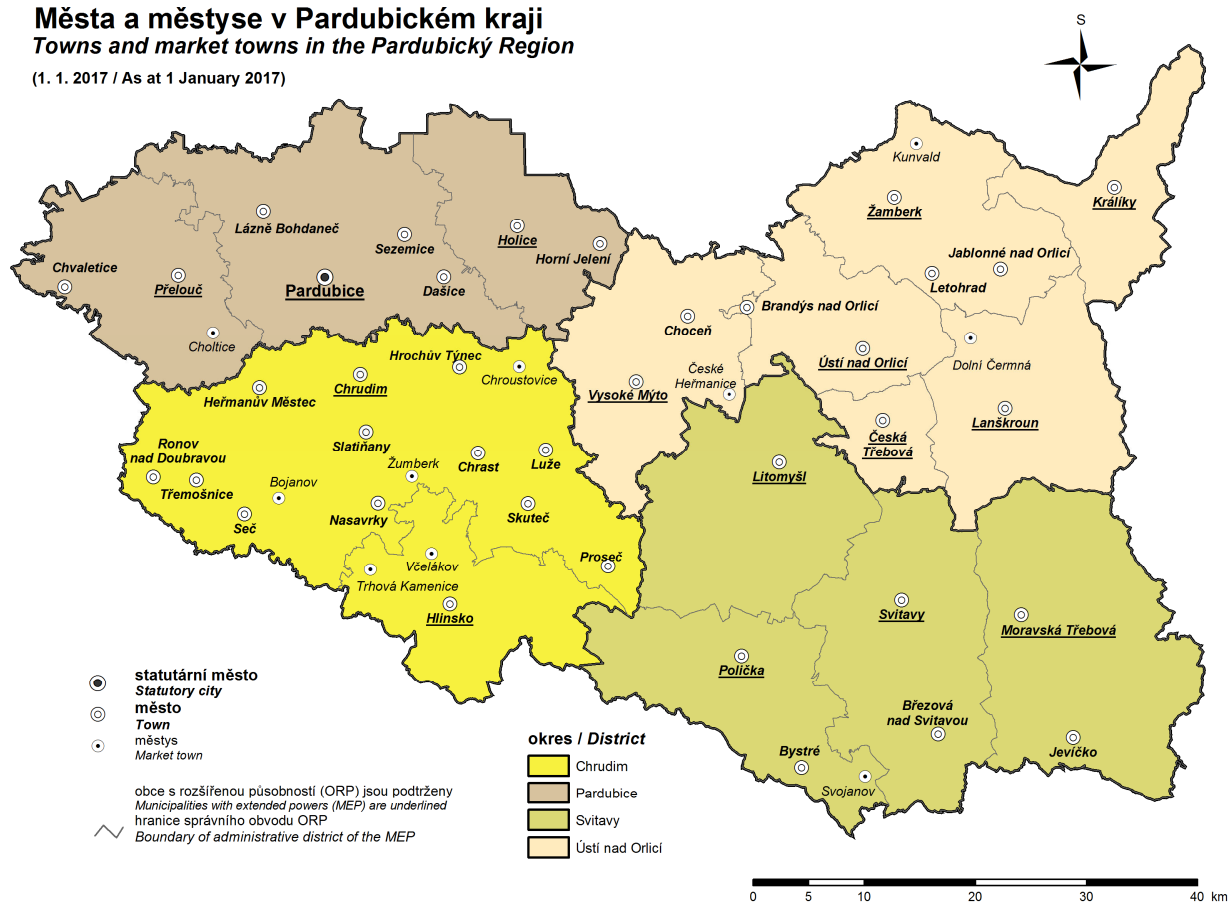 Města a městyse v Pardubickém kraji
Towns and market towns in the Pardubický Region
(1. 1. 2017 / As at 1 January 2017)
S
Kunvald
Žamberk
Králíky
Lázně Bohdaneč
Sezemice
Holice
Horní Jelení
Jablonné nad Orlicí
Letohrad
Chvaletice
Přelouč
Pardubice
Dašice
Choceň
Brandýs nad Orlicí
Choltice
Ústí nad Orlicí
Dolní Čermná
Hrochův Týnec
Chroustovice
Chrudim
Heřmanův Městec
České
Heřmanice
Vysoké Mýto
Lanškroun
Česká
Třebová
Slatiňany
Ronov
nad Doubravou
Žumberk
Chrast
Luže
Třemošnice
Bojanov
Litomyšl
Seč
Nasavrky
Skuteč
Včelákov
Proseč
Trhová Kamenice
Hlinsko
Svitavy
Moravská Třebová
Polička
Březová
nad Svitavou
Bystré
Svojanov
Jevíčko
statutární město
Statutory city
město
Town
městys
Market town
obce s rozšířenou působností (ORP) jsou podtrženy
Municipalities with extended powers (MEP) are underlined
hranice správního obvodu ORP
Boundary of administrative district of the MEP
okres / District
Chrudim
Pardubice
Svitavy
Ústí nad Orlicí
0 5 10 20 30 40 km